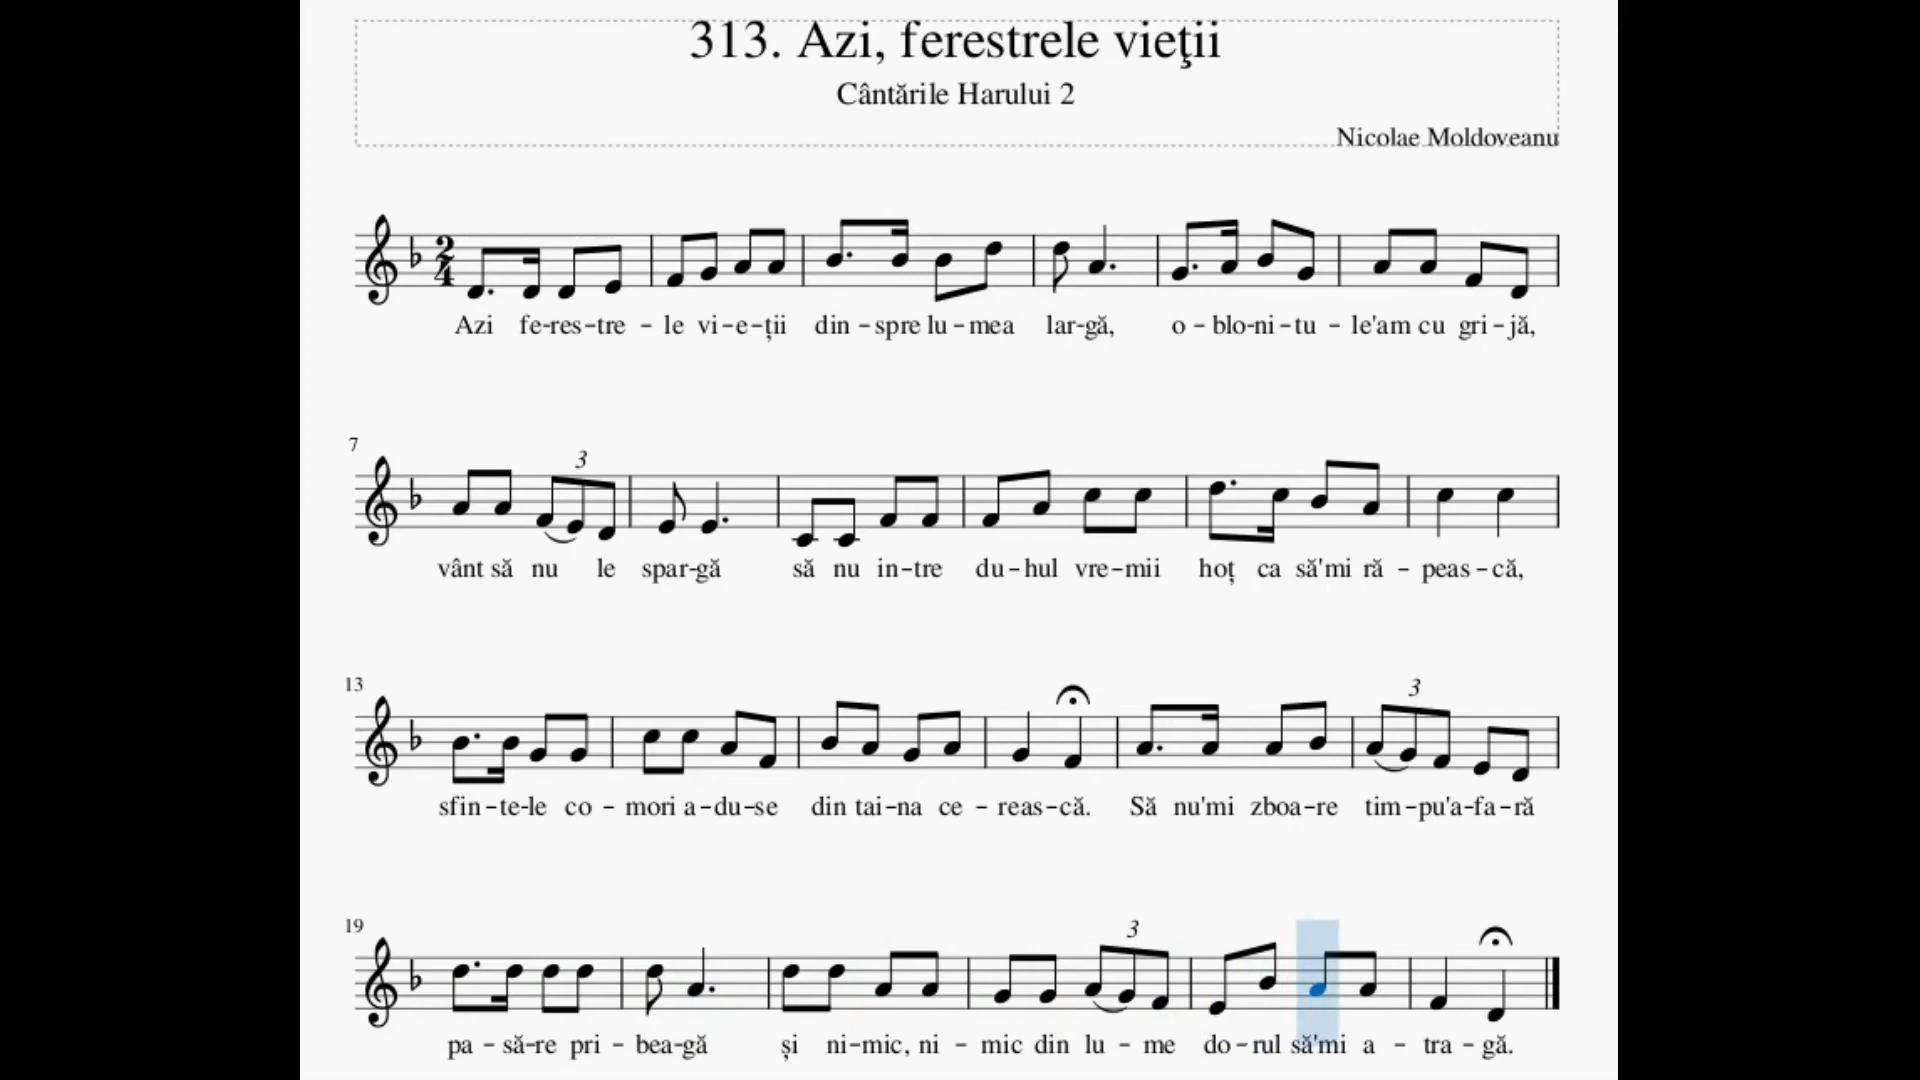 313. Azi, ferestrele vieţii
Cântările Harului 2
Nicolae Moldoveanu
2
4
Azi fe-res-tre - le vi-e-ții din - spre lu - mea lar-gă, o - blo-ni - tu - le'am cu gri - jă,
7
3
vânt să nu le spar-gă să nu in-tre du - hul vre-mii hoț ca să'mi ră - peas - că,
13
3
sfin - te-le co - mori a - du-se din tai-na ce - reas-că. Să nu'mi zboa-re tim-pu'a-fa-ră
19
3
pa - să-re pri - bea-gă și ni-mic, ni - mic din lu - me do - rul să'mi a - tra - gă.